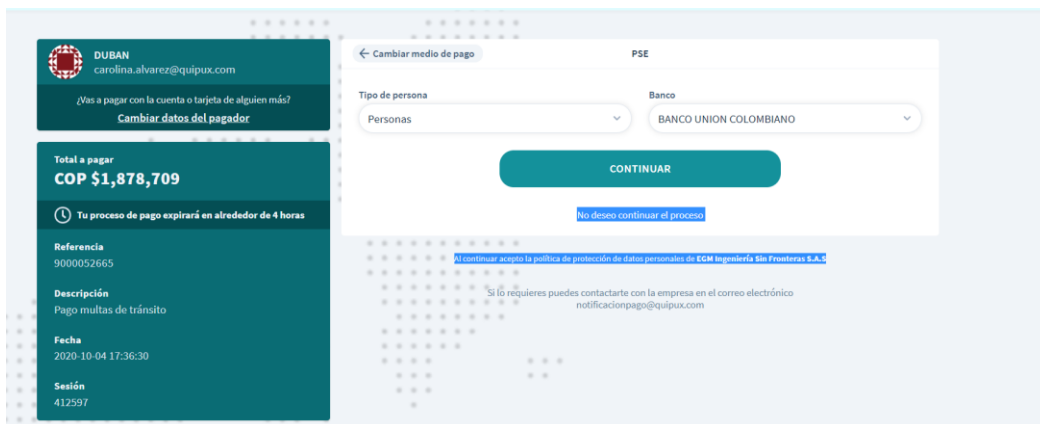 DUBAN
carolina.alvarez@quipux.com
¿Vas a pagar con la cuenta o tarjeta de alguien más?
Cambiar datos del pagador
Total a pagar
COP $1,878,709
Tu proceso de pago expirará en alrededor de 4 horas
Referencia
9000052665
Descripción
Pago multas de tránsito
Fecha
2020-10-04 17:36:30
Sesión
412597
← Cambiar medio de pago
PSE
Tipo de persona
Personas
Banco
BANCO UNION COLOMBIANO
CONTINUAR
No deseo continuar el proceso
Al continuar acepto la política de protección de datos personales de EGM Ingeniería Sin Fronteras S.A.S
Si lo requieres puedes contactarte con la empresa en el correo electrónico
notificacionpago@quipux.com